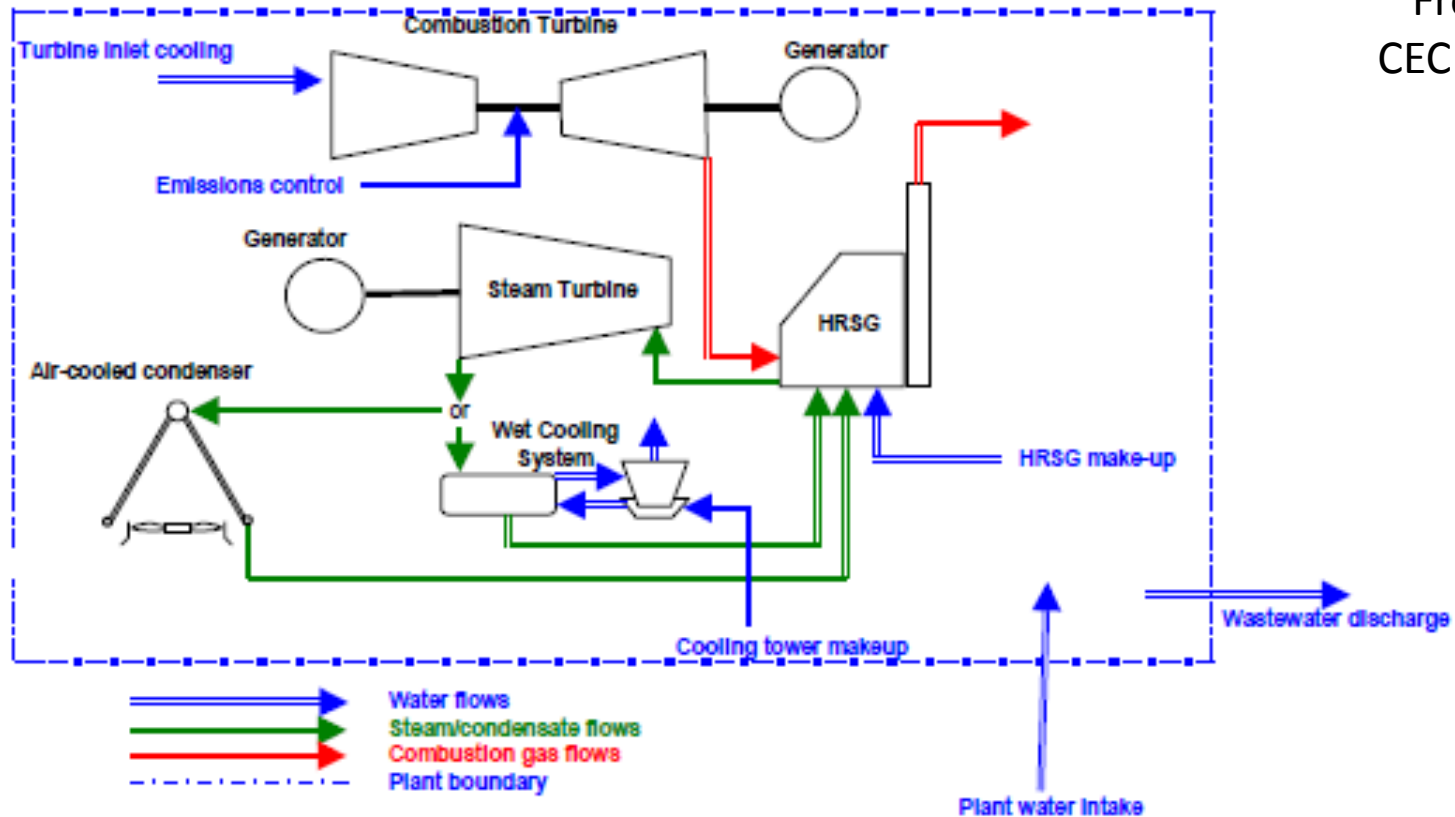 Combustion Turbine
Turbine inlet cooling
Generator
CEC
Emissions control
Generator
Steam Turbine
HRSG
Air-cooled condenser
or
Wet Cooling
System
HRSG make-up
Wastewater discharge
Cooling tower makeup
Water flows
Steam/condensate flows
Combustion gas flows
Plant boundary
Plant water intake